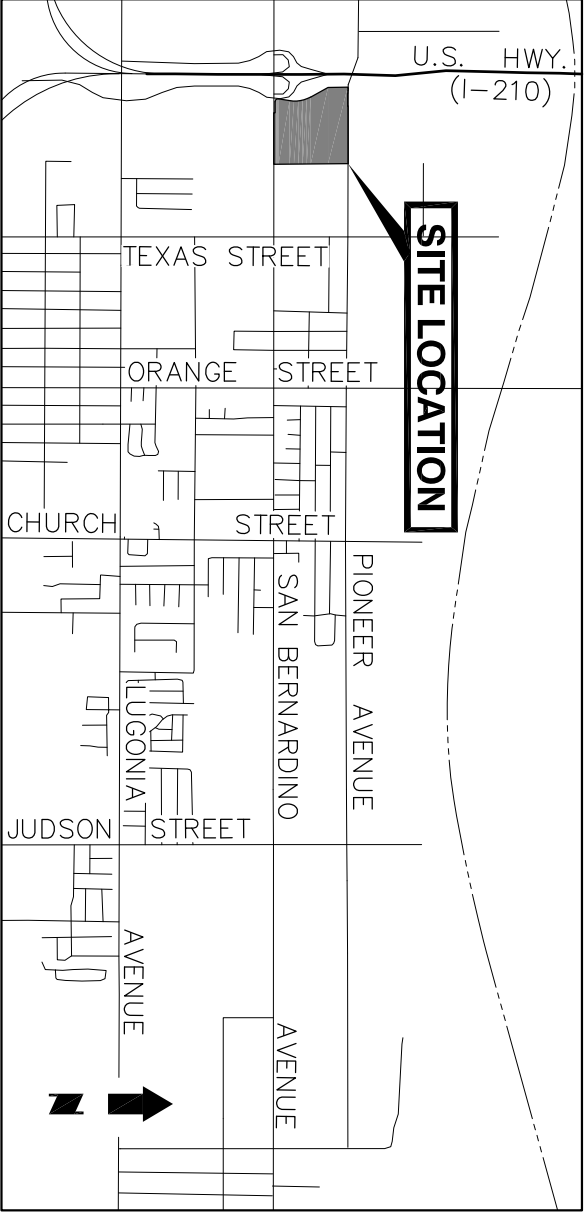 U.S. HWY.
(I-210)
SITE LOCATION
TEXAS STREET
ORANGE STREET
CHURCH STREET
PIONEER AVENUE
SAN BERNARDINO AVENUE
LUGONIA AVENUE
JUDSON STREET
N